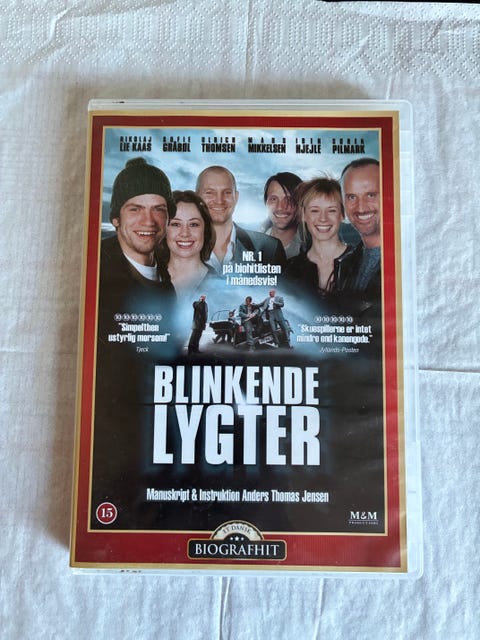 NIKOLAJ LIE KAAS
SOFIE GRÅBØL
ULRICH THOMSEN
MADS MIKKELSEN
IBEN HJEJLE
SØREN PILMARK
NR. 1
på biohitlisten
i månedsvis!
"Simpelthen
ustyrlig morsom!"
Tjeck
"Skuespillerne er intet
mindre end kanongode."
Jyllands-Posten
BLINKENDE
LYGTER
Manuskript & Instruktion Anders Thomas Jensen
15
M&M
PRODUCTIONS
ET DANSK
BIOGRAFHIT